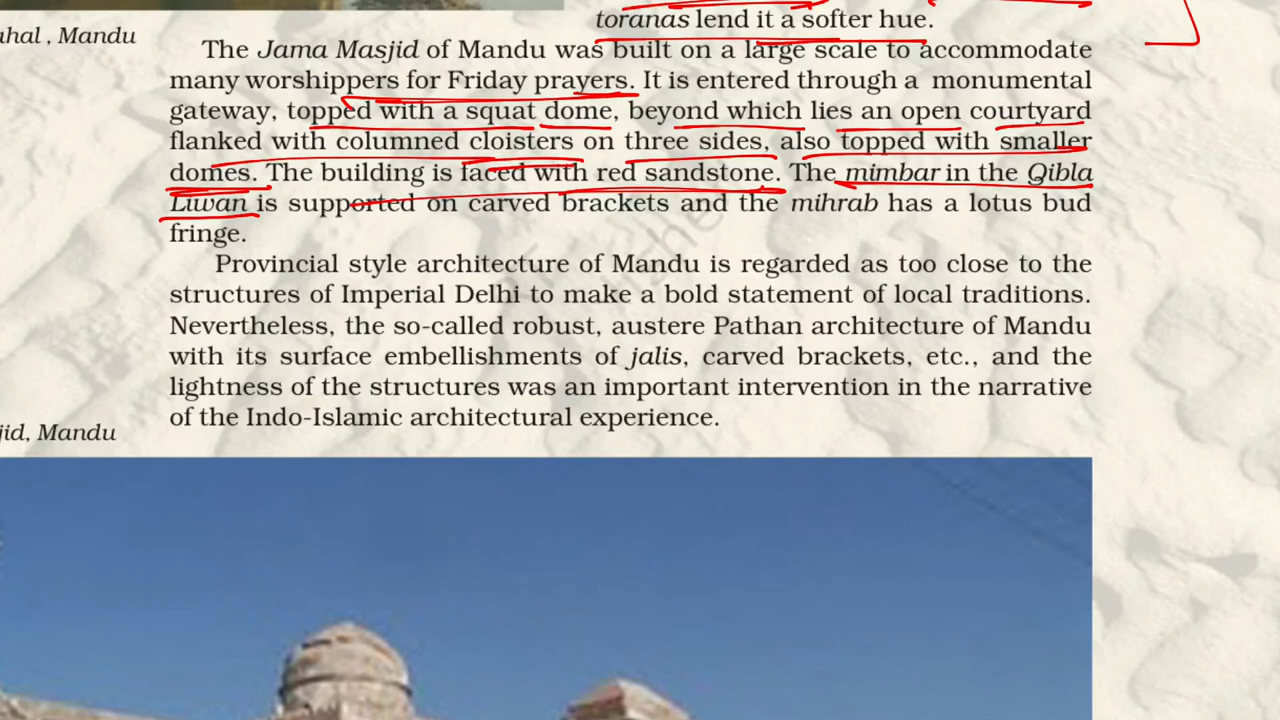 toranas lend it a softer hue.
uhal , Mandu
The Jama Masjid of Mandu was built on a large scale to accommodate
many worshippers for Friday prayers. It is entered through a monumental
gateway, topped with a squat dome, beyond which lies an open courtyard
flanked with columned cloisters on three sides, also topped with smaller
domes. The building is faced with red sandstone. The mimbar in the Qibla
Liwan is supported on carved brackets and the mihrab has a lotus bud
fringe.
Provincial style architecture of Mandu is regarded as too close to the
structures of Imperial Delhi to make a bold statement of local traditions.
Nevertheless, the so-called robust, austere Pathan architecture of Mandu
with its surface embellishments of jalis, carved brackets, etc., and the
lightness of the structures was an important intervention in the narrative
of the Indo-Islamic architectural experience.
jid, Mandu